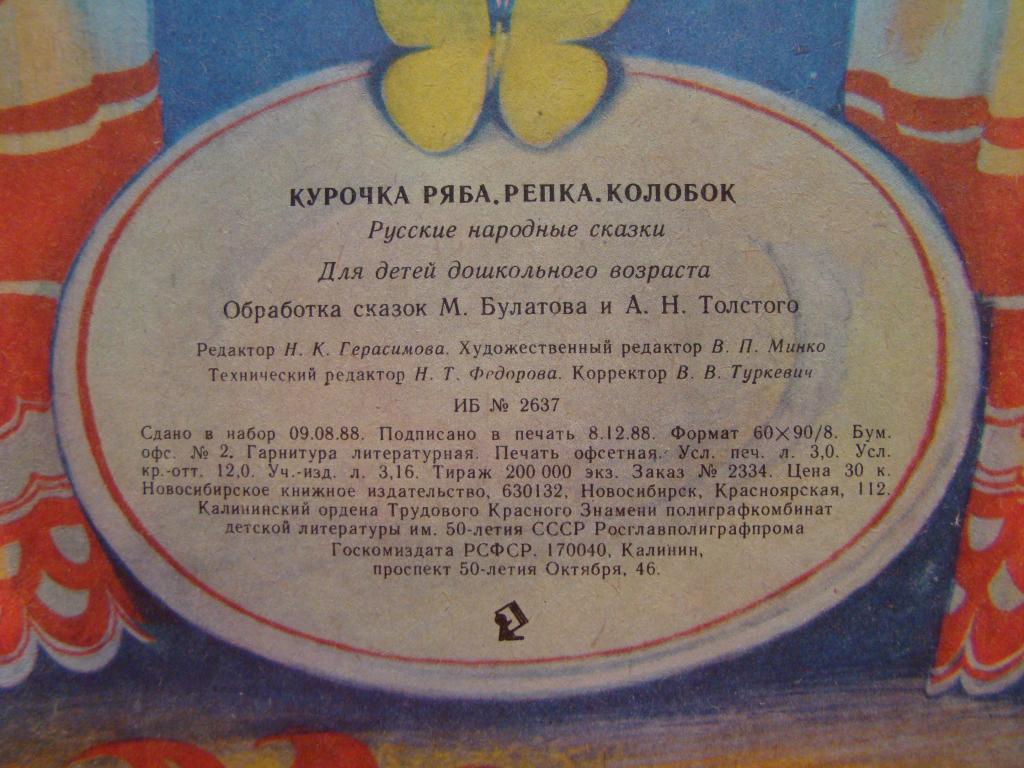 КУРОЧКА РЯБА. РЕПКА. КОЛОБОК
Русские народные сказки
Для детей дошкольного возраста
Обработка сказок М. Булатова и А. Н. Толстого
Редактор Н. К. Герасимова. Художественный редактор В. П. Минко
Технический редактор Н. Т. Федорова. Корректор В. В. Туркевич
ИБ № 2637
Сдано в набор 09.08.88. Подписано в печать 8.12.88. Формат 60×90/8. Бум.
офс. № 2. Гарнитура литературная. Печать офсетная. Усл. печ. л. 3,0. Усл.
кр.-отт. 12,0. Уч.-изд. л. 3,16. Тираж 200 000 экз. Заказ № 2334. Цена 30 к.
Новосибирское книжное издательство, 630132, Новосибирск, Красноярская, 112.
Калининский ордена Трудового Красного Знамени полиграфкомбинат
детской литературы им. 50-летия СССР Росглавполиграфпрома
Госкомиздата РСФСР. 170040, Калинин,
проспект 50-летия Октября, 46.